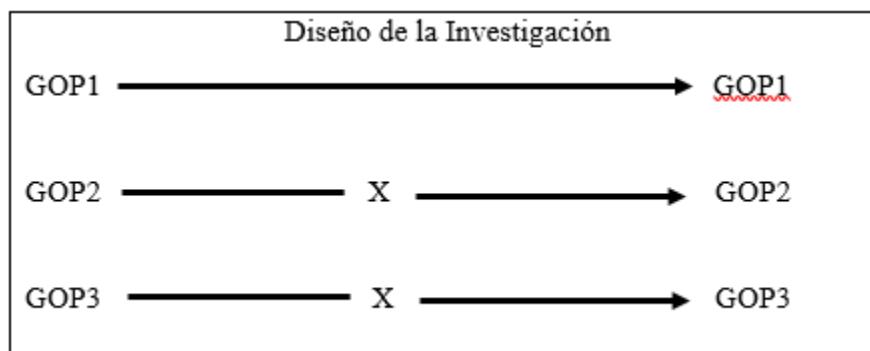 Diseño de la Investigación
GOP1 GOP1
GOP2 X GOP2
GOP3 X GOP3